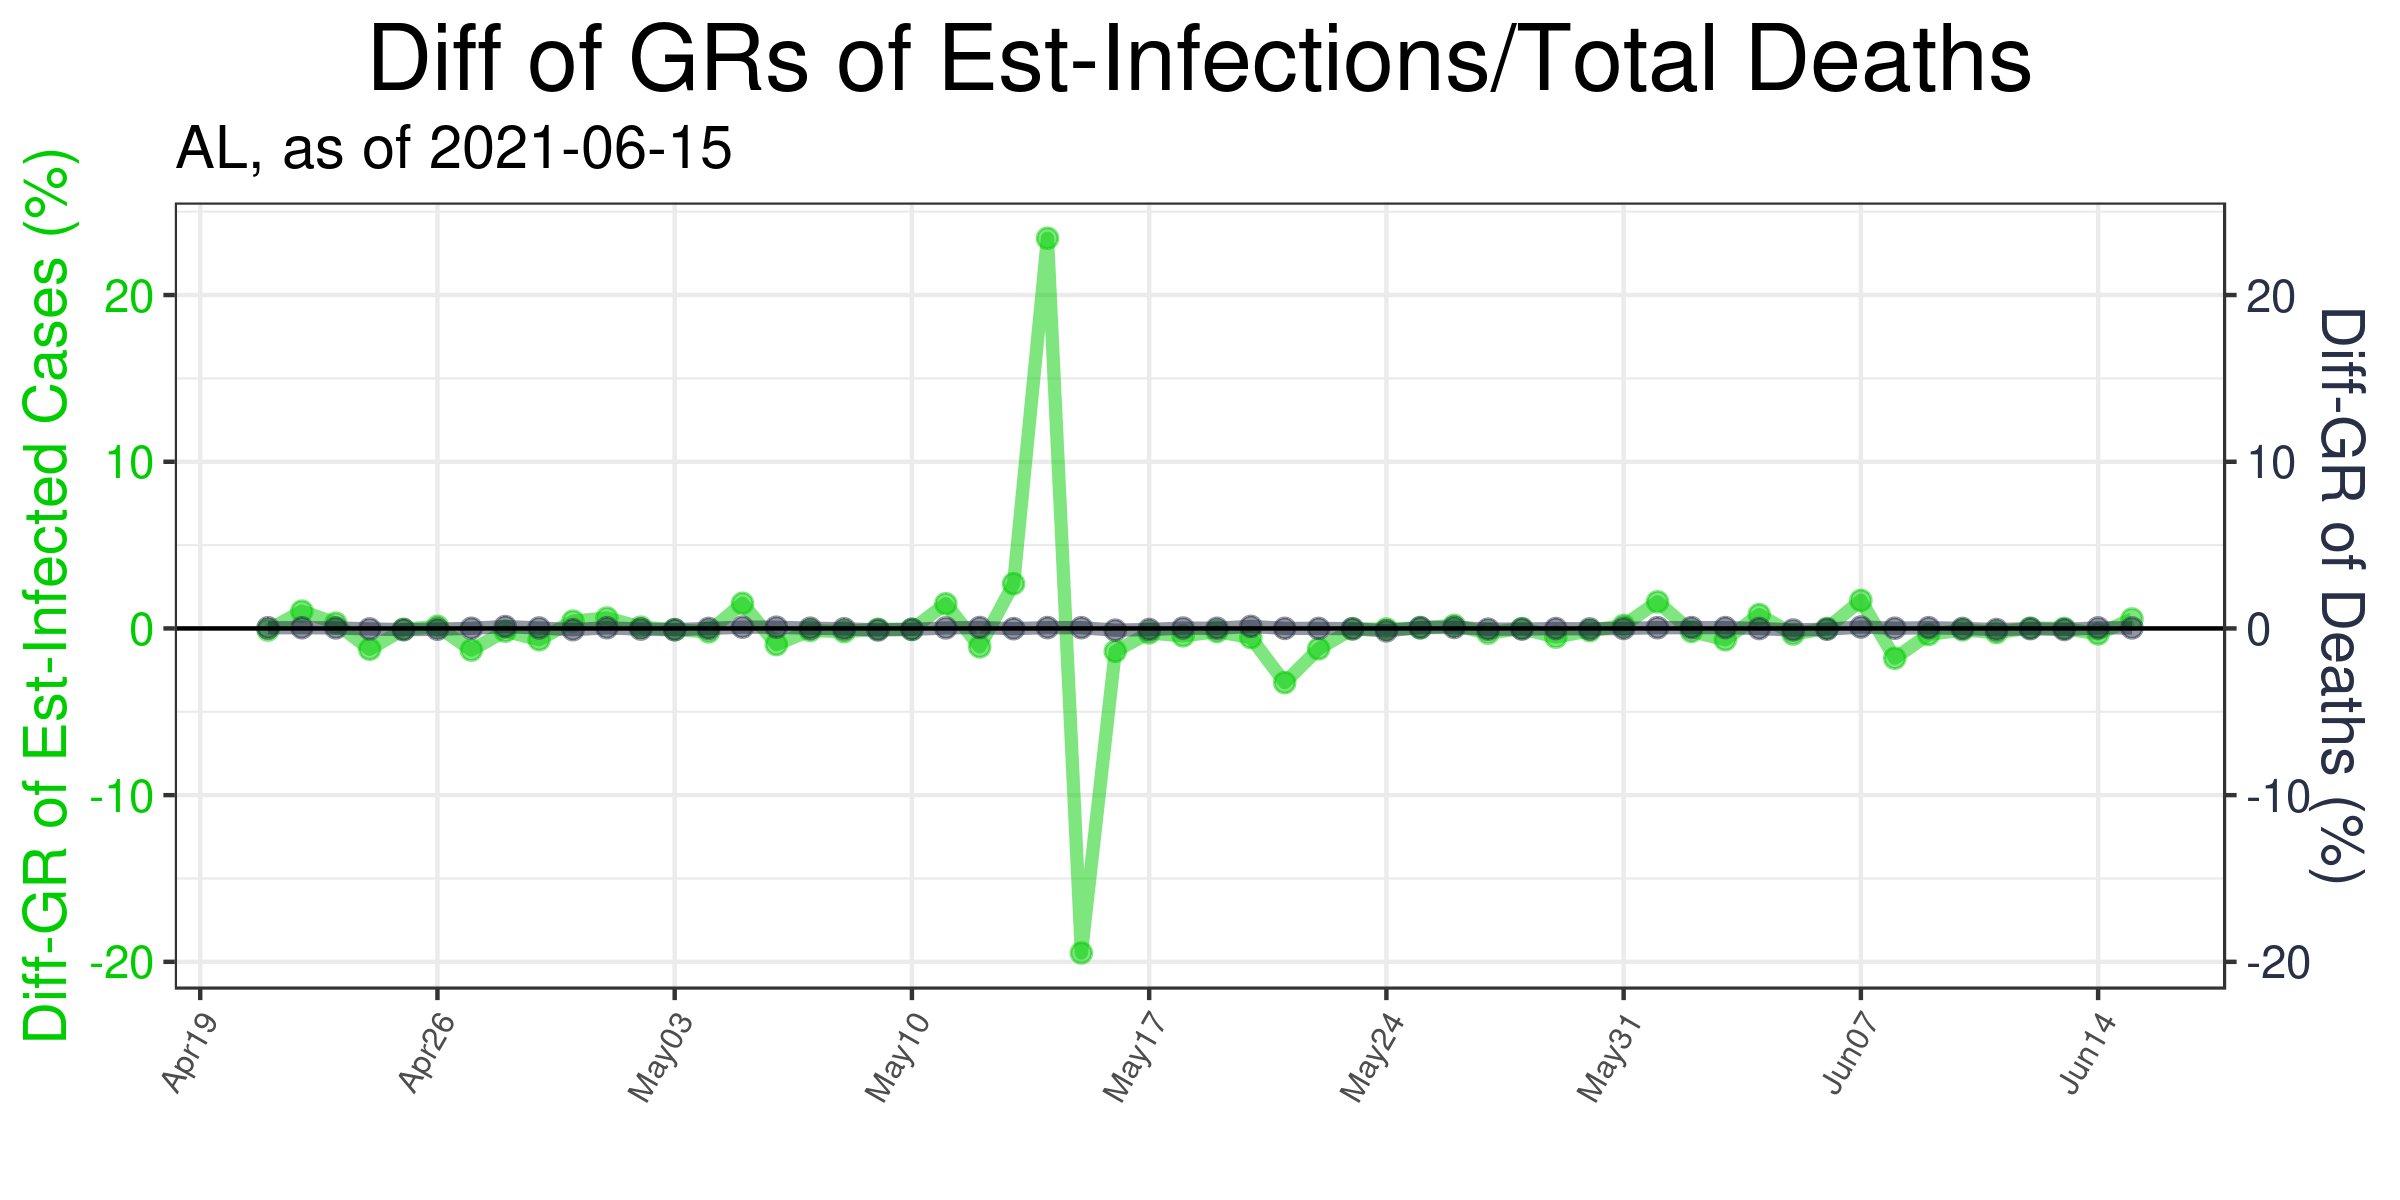 Diff of GRs of Est-Infections/Total Deaths
AL, as of 2021-06-15
Diff-GR of Est-Infected Cases (%)
20
10
0
-10
-20
20
10
0
-10
-20
Diff-GR of Deaths (%)
Apr19
Apr26
May03
May10
May17
May24
May31
Jun07
Jun14